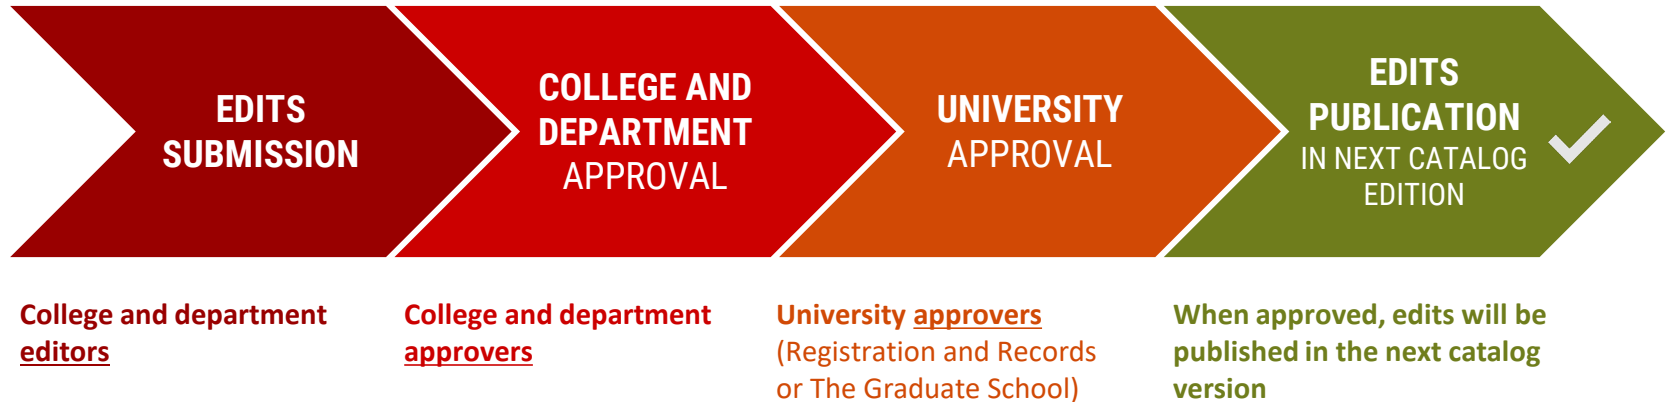 EDITS
SUBMISSION
COLLEGE AND
DEPARTMENT
APPROVAL
UNIVERSITY
APPROVAL
EDITS
PUBLICATION
IN NEXT CATALOG
EDITION
College and department
editors
College and department
approvers
University approvers
(Registration and Records
or The Graduate School)
When approved, edits will be
published in the next catalog
version